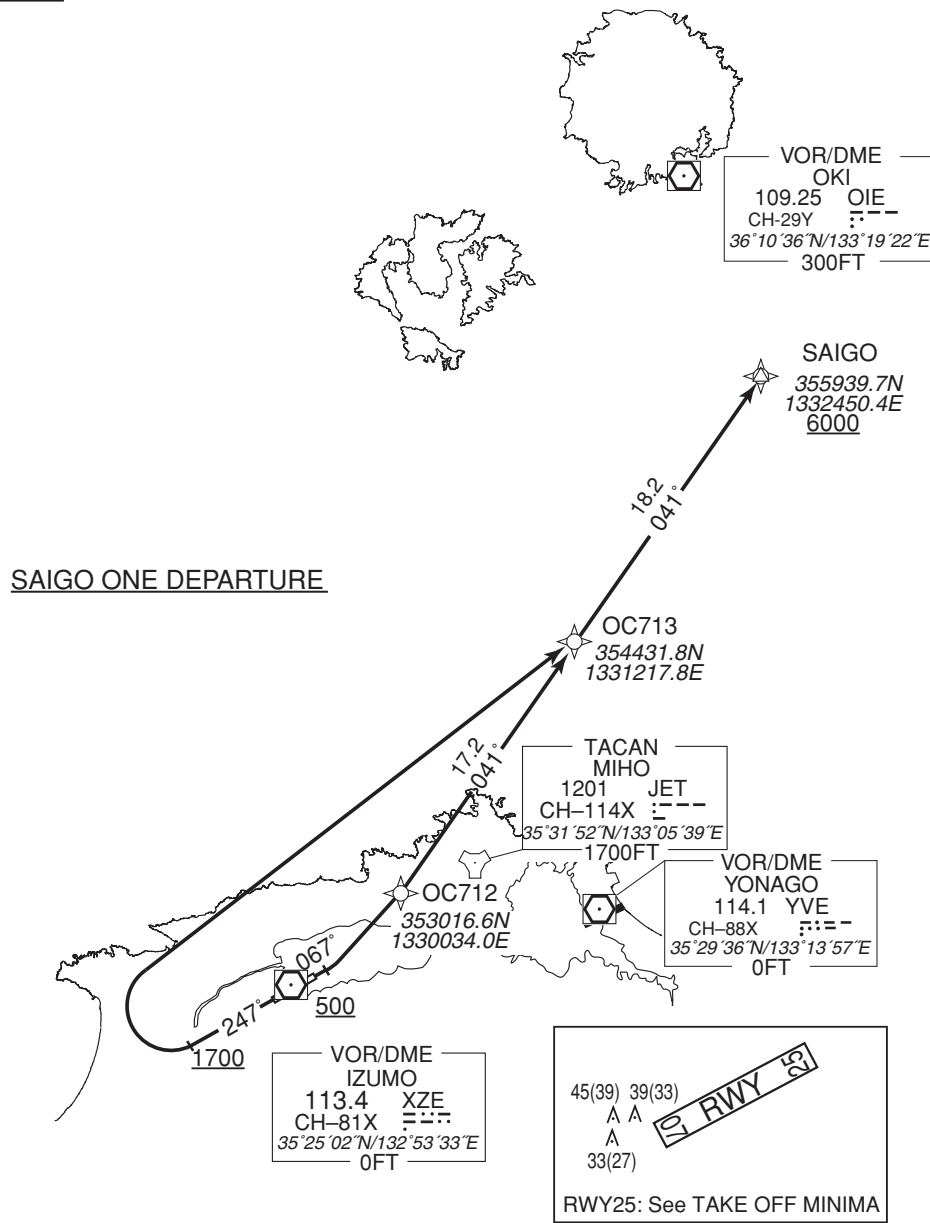 VOR/DME
OKI
109.25 OIE
CH-29Y
36°10´36˝N/133°19´22˝E
300FT
SAIGO
355939.7N
1332450.4E
6000
18.2
041°
SAIGO ONE DEPARTURE
OC713
354431.8N
1331217.8E
17.2
041°
TACAN
MIHO
1201 JET
CH–114X
35°31´52˝N/133°05´39˝E
1700FT
VOR/DME
YONAGO
114.1 YVE
CH–88X
35°29´36˝N/133°13´57˝E
0FT
OC712
353016.6N
1330034.0E
067°
500
247°
1700
VOR/DME
IZUMO
113.4 XZE
CH–81X
35°25´02˝N/132°53´33˝E
0FT
45(39) 39(33)
33(27)
07 RWY 25
RWY25: See TAKE OFF MINIMA